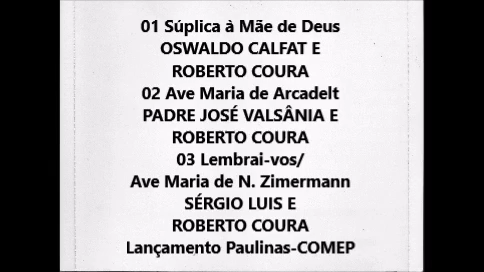 01 Súplica à Mãe de Deus
OSWALDO CALFAT E
ROBERTO COURA
02 Ave Maria de Arcadelt
PADRE JOSÉ VALSÂNIA E
ROBERTO COURA
03 Lembrai-vos/
Ave Maria de N. Zimermann
SÉRGIO LUIS E
ROBERTO COURA
Lançamento Paulinas-COMEP